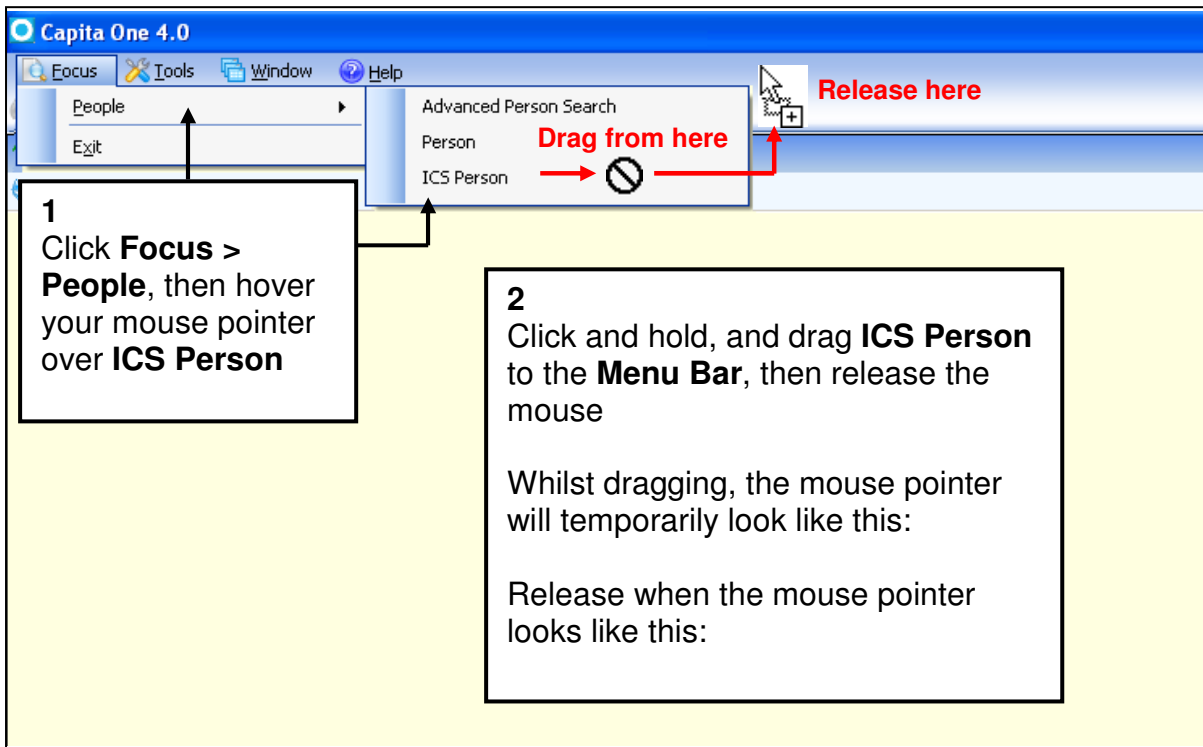 Capita One 4.0
Focus Tools Window Help
People
Exit
Advanced Person Search
Person
ICS Person
Drag from here
Release here
1
Click Focus >
People, then hover
your mouse pointer
over ICS Person
2
Click and hold, and drag ICS Person
to the Menu Bar, then release the
mouse
Whilst dragging, the mouse pointer
will temporarily look like this:
Release when the mouse pointer
looks like this: